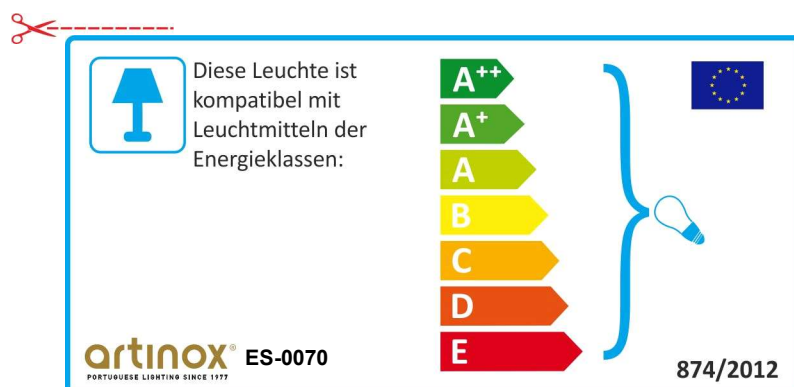 Diese Leuchte ist
kompatibel mit
Leuchtmitteln der
Energieklassen:
A++
A+
A
B
C
D
E
artinox® ES-0070
PORTUGUESE LIGHTING SINCE 1977
874/2012